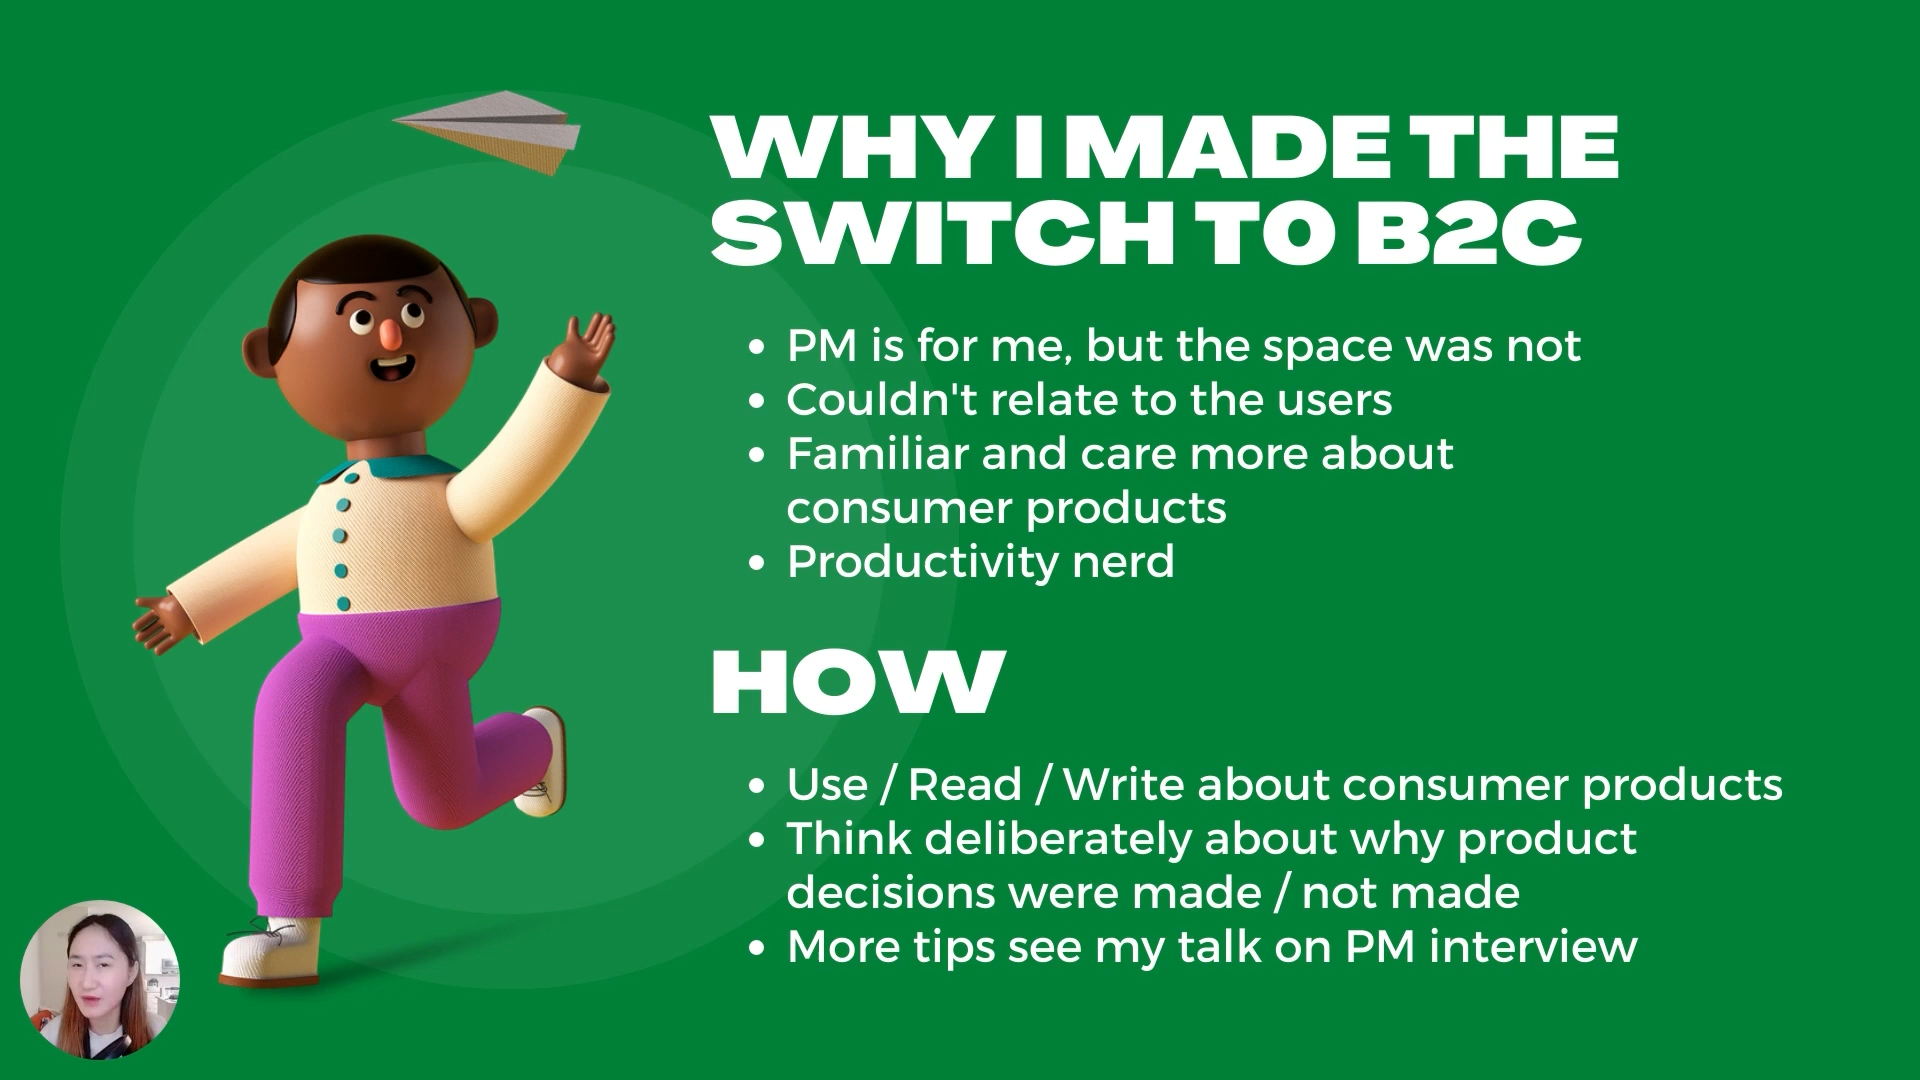 WHY I MADE THE
SWITCH TO B2C
• PM is for me, but the space was not
• Couldn't relate to the users
• Familiar and care more about
consumer products
• Productivity nerd
HOW
• Use / Read / Write about consumer products
• Think deliberately about why product
decisions were made / not made
• More tips see my talk on PM interview